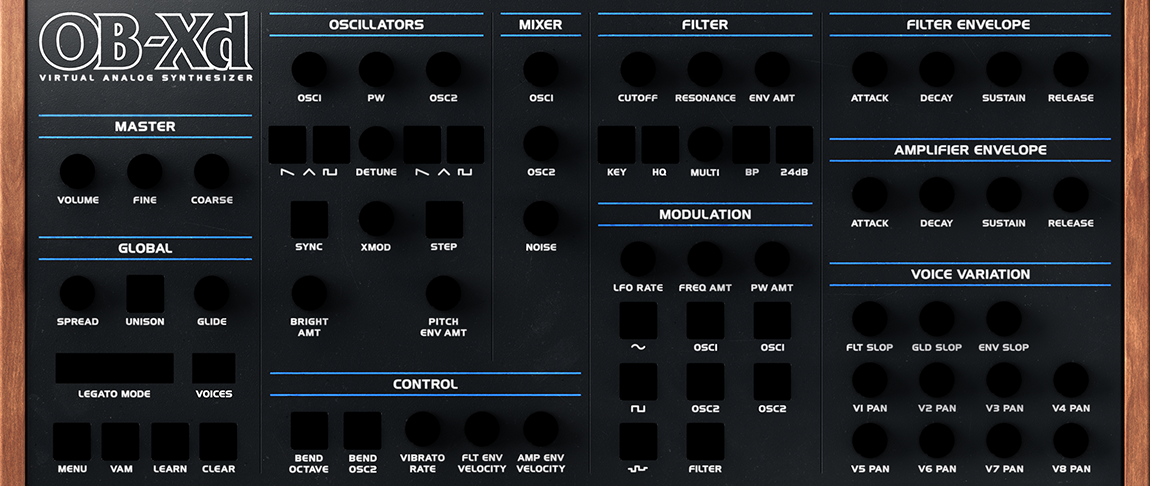 OB-Xd
VIRTUAL ANALOG SYNTHESIZER
MASTER
VOLUME FINE COARSE
GLOBAL
SPREAD UNISON GLIDE
LEGATO MODE VOICES
MENU VAM LEARN CLEAR
OSCILLATORS
OSC1 PW OSC2
DETUNE
SYNC XMOD STEP
BRIGHT AMT
PITCH ENV AMT
MIXER
OSC1
OSC2
NOISE
CONTROL
BEND OCTAVE
BEND OSC2
VIBRATO RATE
FLT ENV VELOCITY
AMP ENV VELOCITY
FILTER
CUTOFF RESONANCE ENV AMT
KEY HQ MULTI BP 24dB
MODULATION
LFO RATE FREQ AMT PW AMT
OSC1 OSC1
OSC2 OSC2
FILTER
FILTER ENVELOPE
ATTACK DECAY SUSTAIN RELEASE
AMPLIFIER ENVELOPE
ATTACK DECAY SUSTAIN RELEASE
VOICE VARIATION
FLT SLOP GLD SLOP ENV SLOP
V1 PAN V2 PAN V3 PAN V4 PAN
V5 PAN V6 PAN V7 PAN V8 PAN